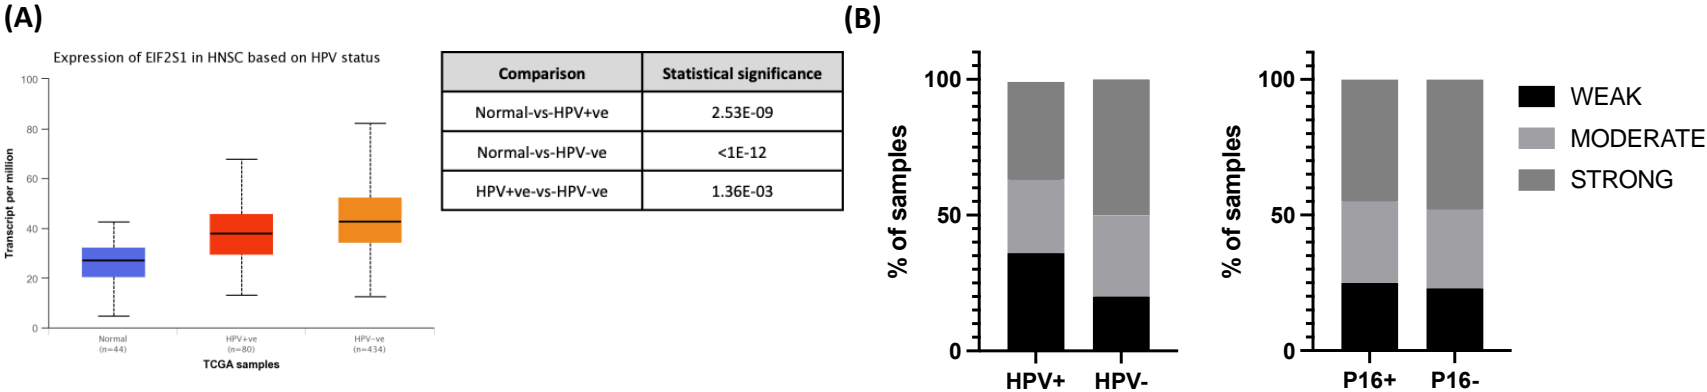 (A)
Expression of EIF2S1 in HNSC based on HPV status
Transcript per million
100
80
60
40
20
0
Normal
(n=44)
HPV+ve
(n=80)
HPV-ve
(n=434)
TCGA samples
Comparison Statistical significance
Normal-vs-HPV+ve 2.53E-09
Normal-vs-HPV-ve <1E-12
HPV+ve-vs-HPV-ve 1.36E-03
(B)
% of samples
100
50
0
HPV+ HPV-
% of samples
100
50
0
P16+ P16-
WEAK
MODERATE
STRONG